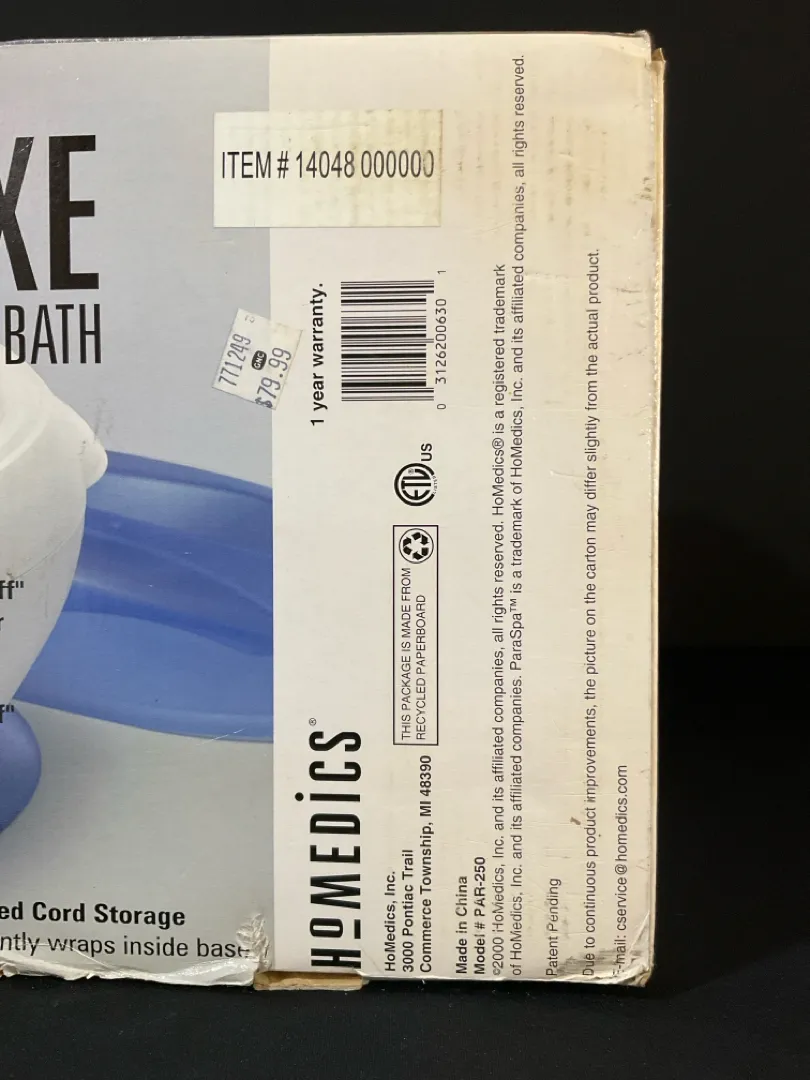 XE
BATH
ITEM # 14048 000000
771249 2
GNC
$79.99
1 year warranty.
0 3126200630 1
ETL
US
THIS PACKAGE IS MADE FROM
RECYCLED PAPERBOARD
HOMEDICS®
HoMedics, Inc.
3000 Pontiac Trail
Commerce Township, MI 48390
Made in China
Model # PAR-250
©2000 HoMedics, Inc. and its affiliated companies, all rights reserved. HoMedics® is a registered trademark
of HoMedics, Inc. and its affiliated companies. ParaSpa™ is a trademark of HoMedics, Inc. and its affiliated companies, all rights reserved.
Patent Pending
Due to continuous product improvements, the picture on the carton may differ slightly from the actual product.
E-mail: cservice@homedics.com
ff"
r
f"
ed Cord Storage
ntly wraps inside base